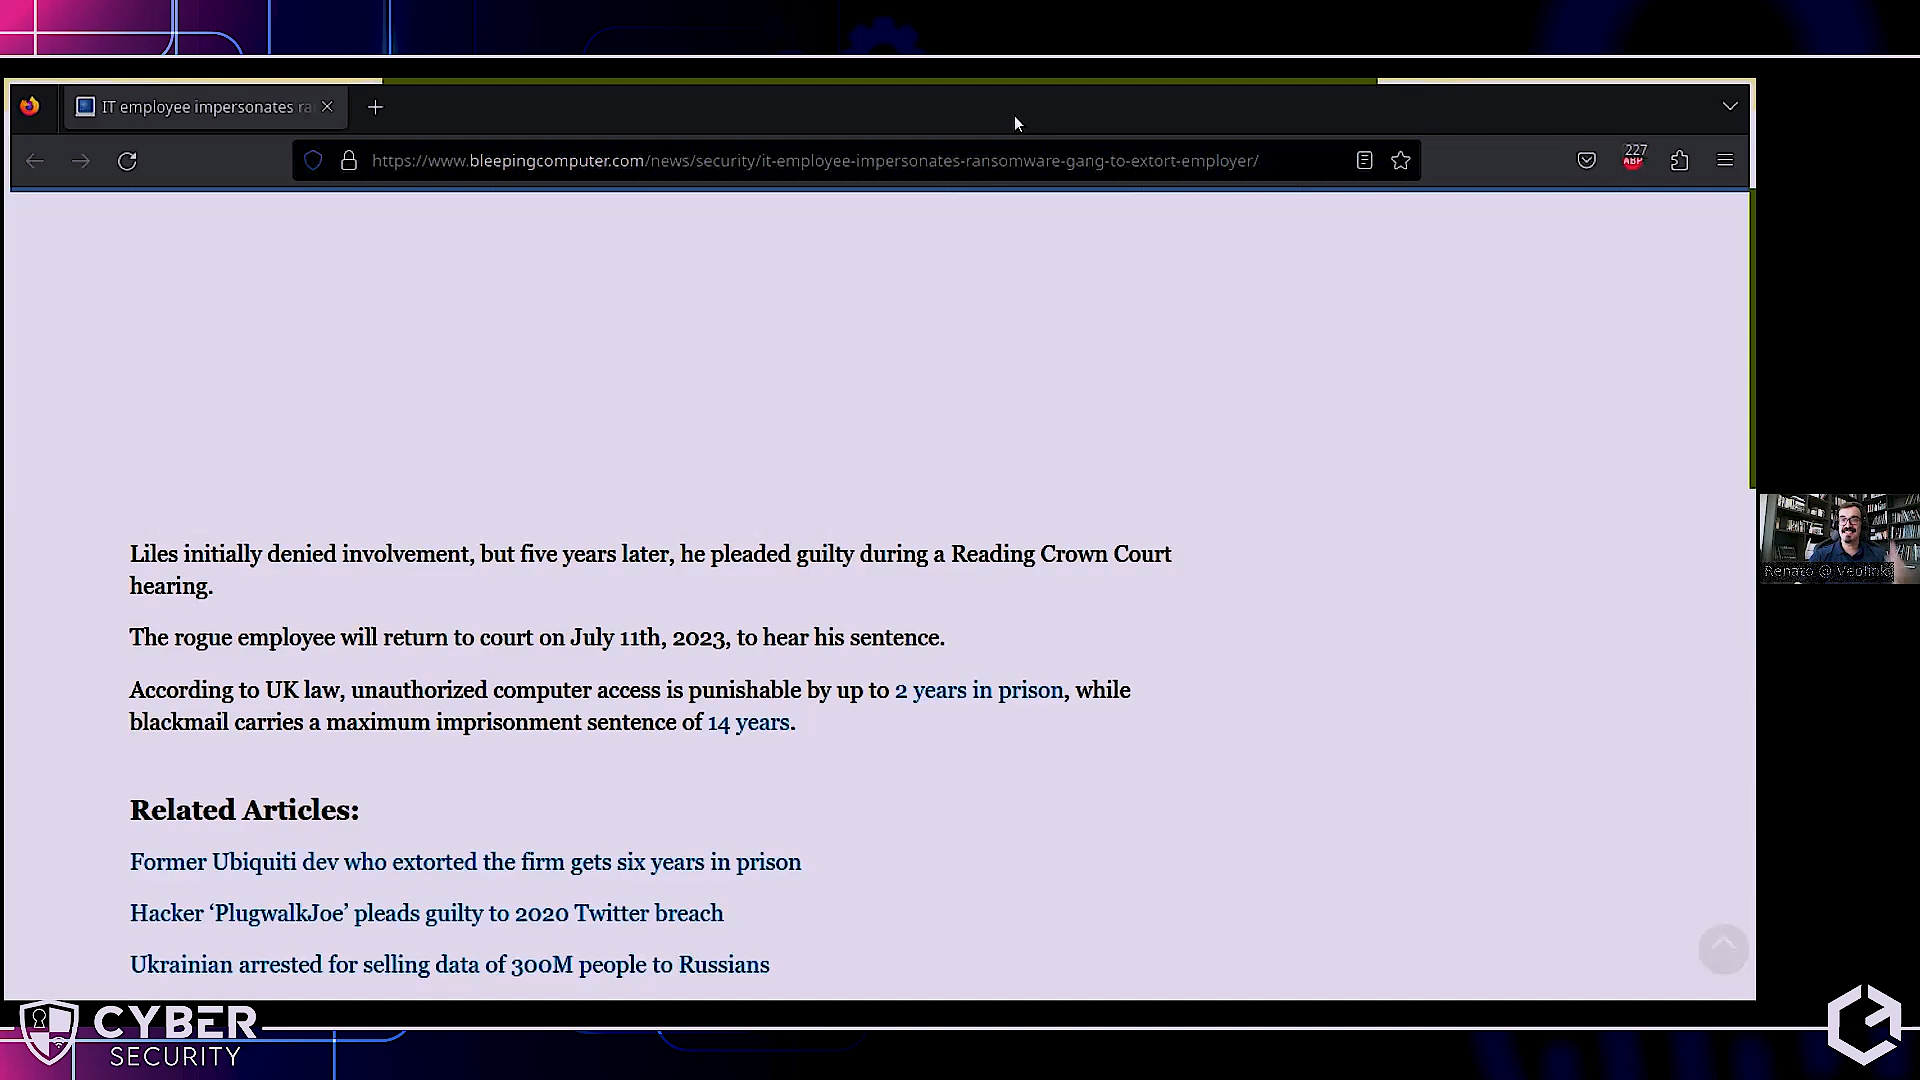 IT employee impersonates ra
227
ABP
https://www.bleepingcomputer.com/news/security/it-employee-impersonates-ransomware-gang-to-extort-employer/
Liles initially denied involvement, but five years later, he pleaded guilty during a Reading Crown Court
hearing.
The rogue employee will return to court on July 11th, 2023, to hear his sentence.
According to UK law, unauthorized computer access is punishable by up to 2 years in prison, while
blackmail carries a maximum imprisonment sentence of 14 years.
Related Articles:
Former Ubiquiti dev who extorted the firm gets six years in prison
Hacker ‘PlugwalkJoe’ pleads guilty to 2020 Twitter breach
Ukrainian arrested for selling data of 300M people to Russians
Renato @
CYBER
SECURITY